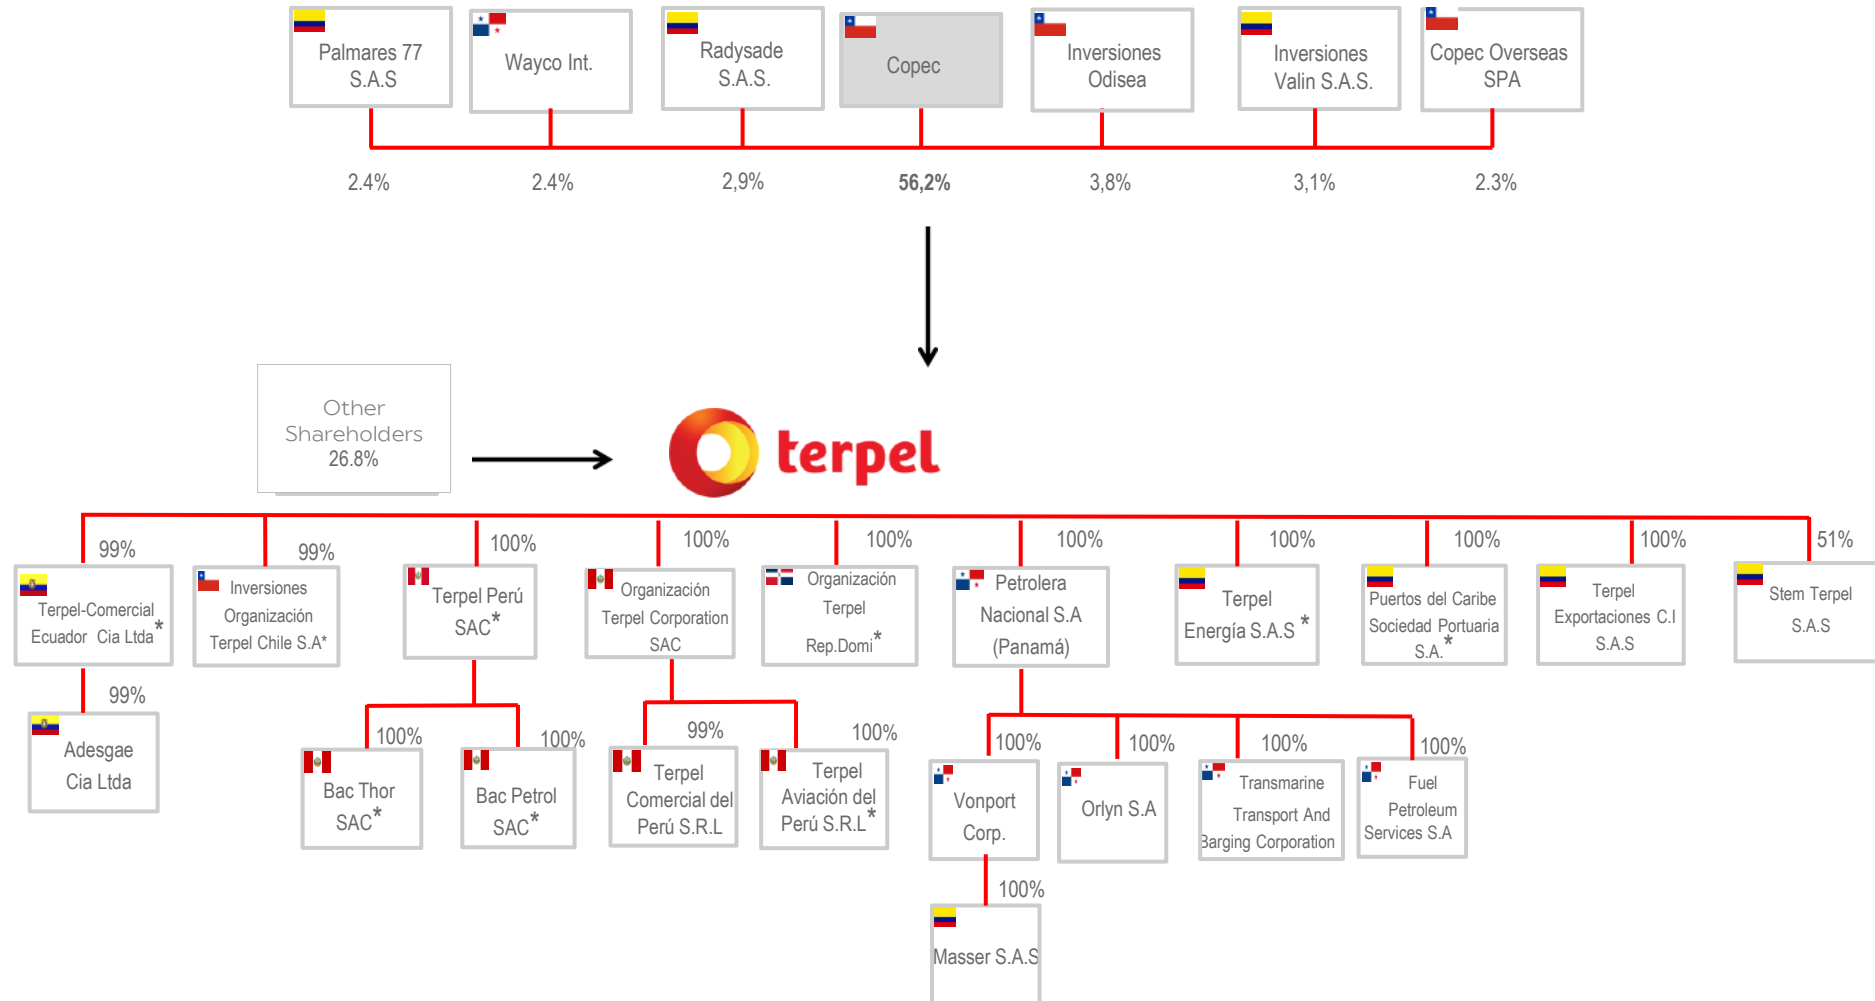 Palmares 77
S.A.S
Wayco Int.
Radysade
S.A.S.
Copec
Inversiones
Odisea
Inversiones
Valin S.A.S.
Copec Overseas
SPA
2.4%
2.4%
2,9%
56,2%
3,8%
3,1%
2.3%
Other
Shareholders
26.8%
terpel
99%
99%
100%
100%
100%
100%
100%
100%
100%
51%
Terpel-Comercial
Ecuador Cia Ltda*
Inversiones
Organización
Terpel Chile S.A*
Terpel Perú
SAC*
Organización
Terpel Corporation
SAC
Organización
Terpel
Rep.Domi*
Petrolera
Nacional S.A
(Panamá)
Terpel
Energía S.A.S *
Puertos del Caribe
Sociedad Portuaria
S.A.*
Terpel
Exportaciones C.I
S.A.S
Stem Terpel
S.A.S
99%
100%
100%
99%
100%
100%
100%
100%
100%
Adesgae
Cia Ltda
Bac Thor
SAC*
Bac Petrol
SAC*
Terpel
Comercial del
Perú S.R.L
Terpel
Aviación del
Perú S.R.L*
Vonport
Corp.
Orlyn S.A
Transmarine
Transport And
Barging Corporation
Fuel
Petroleum
Services S.A
100%
Masser S.A.S